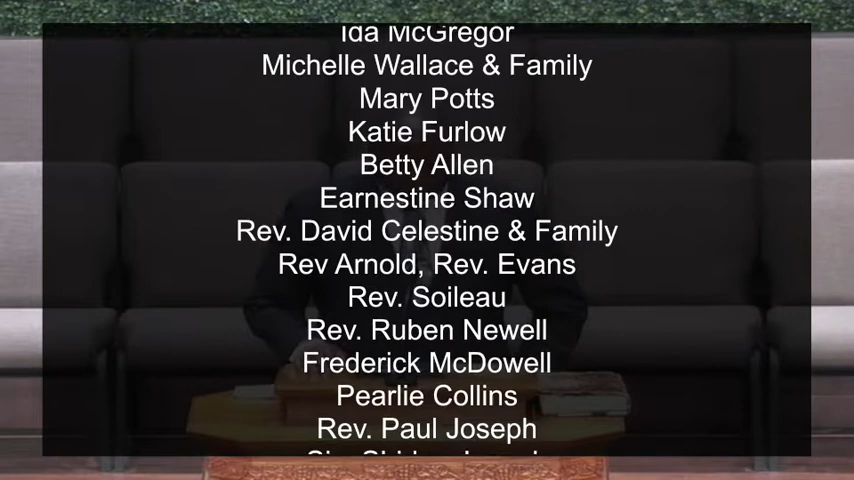 Ida McGregor
Michelle Wallace & Family
Mary Potts
Katie Furlow
Betty Allen
Earnestine Shaw
Rev. David Celestine & Family
Rev Arnold, Rev. Evans
Rev. Soileau
Rev. Ruben Newell
Frederick McDowell
Pearlie Collins
Rev. Paul Joseph